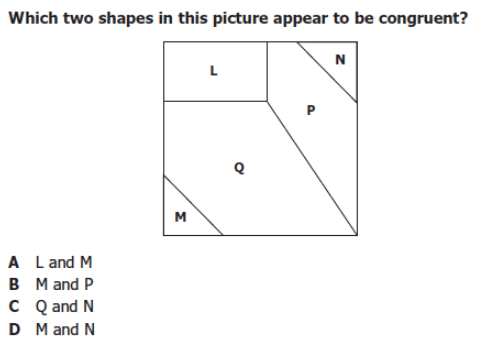 Which two shapes in this picture appear to be congruent?
N
L
P
Q
M
A L and M
B M and P
C Q and N
D M and N